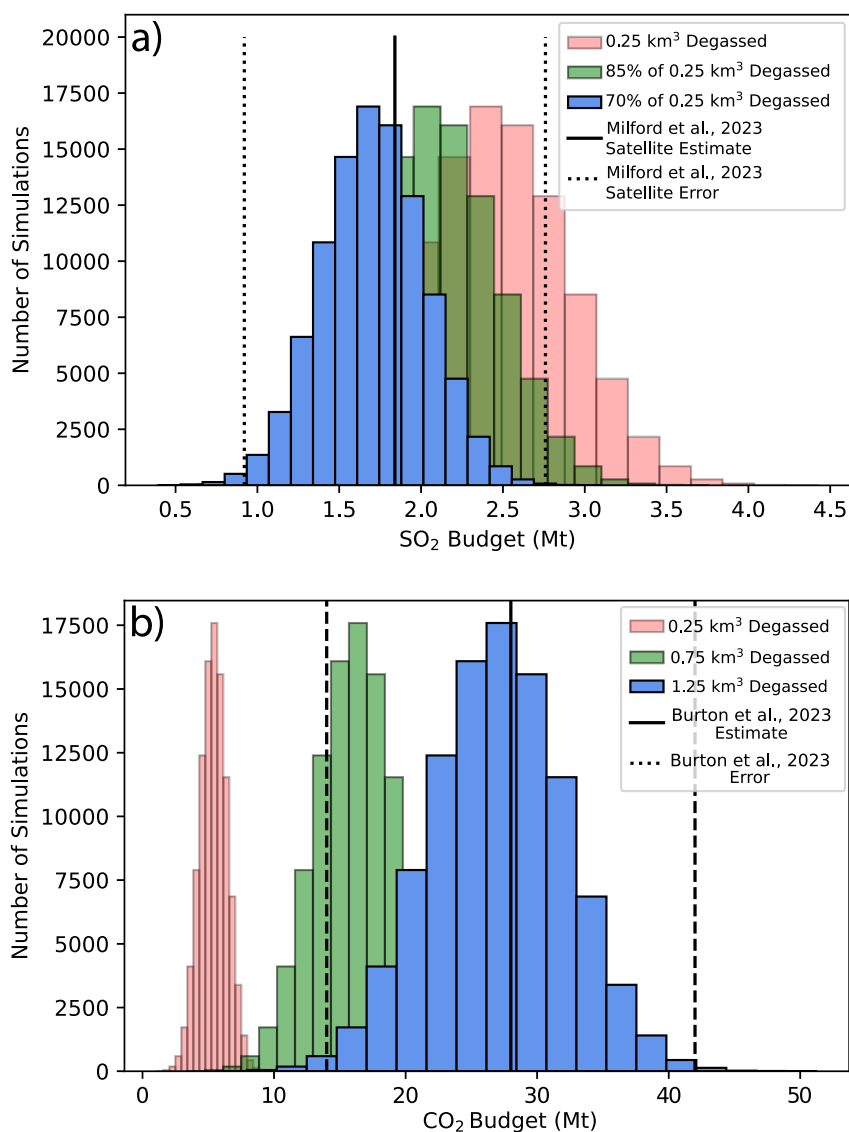 a)
20000
17500
15000
12500
10000
7500
5000
2500
0
Number of Simulations
0.25 km³ Degassed
85% of 0.25 km³ Degassed
70% of 0.25 km³ Degassed
Milford et al., 2023
Satellite Estimate
Milford et al., 2023
Satellite Error
0.5 1.0 1.5 2.0 2.5 3.0 3.5 4.0 4.5
SO₂ Budget (Mt)
b)
17500
15000
12500
10000
7500
5000
2500
0
Number of Simulations
0.25 km³ Degassed
0.75 km³ Degassed
1.25 km³ Degassed
Burton et al., 2023
Estimate
Burton et al., 2023
Error
0 10 20 30 40 50
CO₂ Budget (Mt)